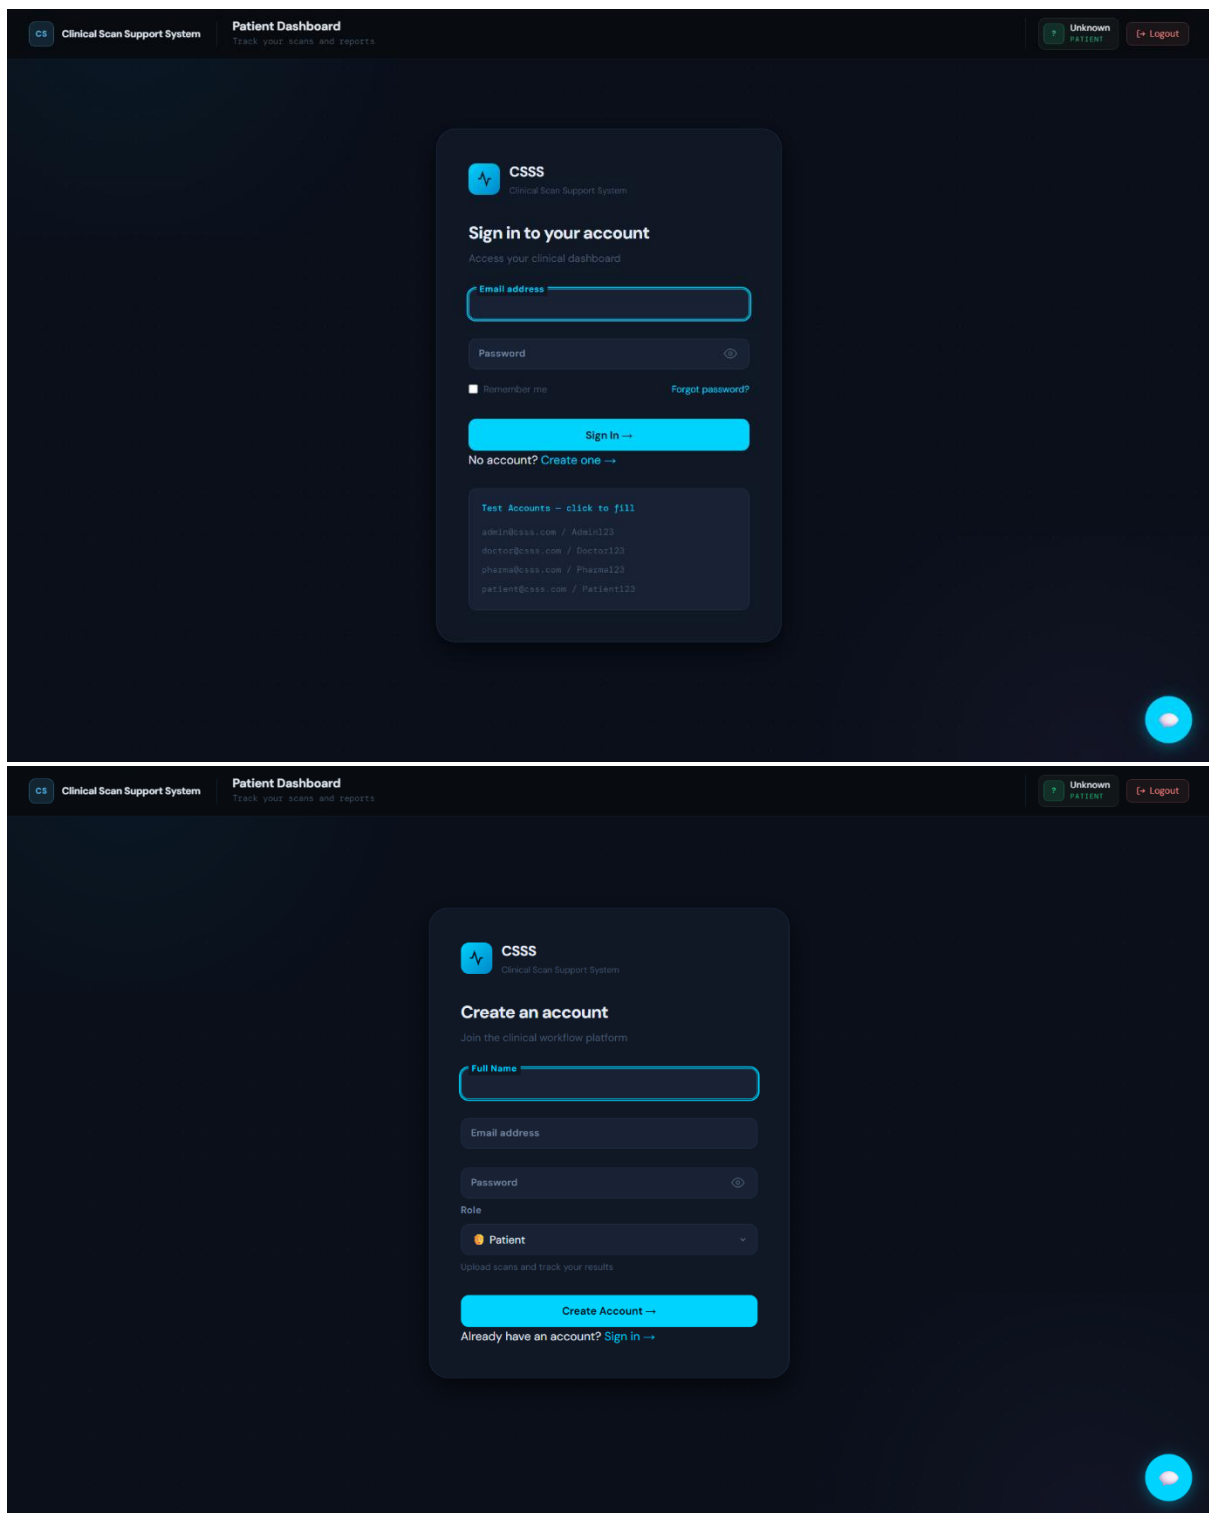 CS Clinical Scan Support System
Patient Dashboard
Track your scans and reports
? Unknown
PATIENT
Logout
CSSS
Clinical Scan Support System
Sign in to your account
Access your clinical dashboard
Email address
Password
Remember me Forgot password?
Sign In →
No account? Create one →
Test Accounts — click to fill
admin@csss.com / Admin123
doctor@csss.com / Doctor123
pharma@csss.com / Pharma123
patient@csss.com / Patient123
CS Clinical Scan Support System
Patient Dashboard
Track your scans and reports
? Unknown
PATIENT
Logout
CSSS
Clinical Scan Support System
Create an account
Join the clinical workflow platform
Full Name
Email address
Password
Role
Patient
Upload scans and track your results
Create Account →
Already have an account? Sign in →